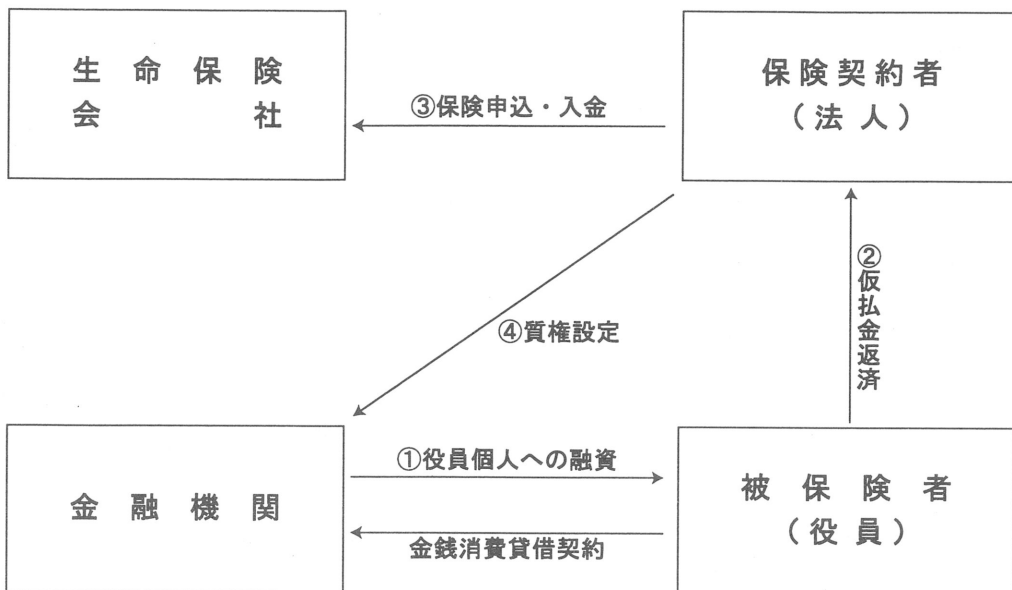 生命保険
会社
③保険申込・入金
保険契約者
(法人)
②仮払金返済
④質権設定
①役員個人への融資
金融機関
金銭消費貸借契約
被保険者
(役員)